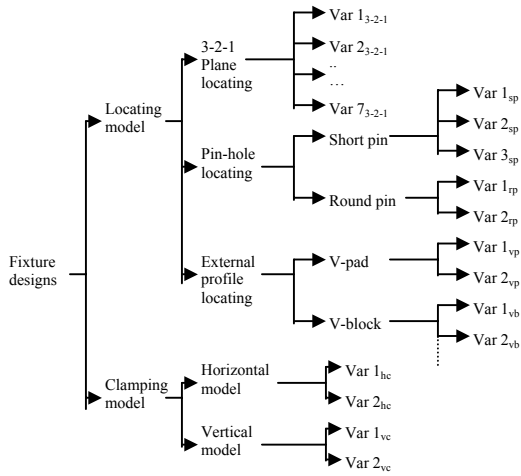 Fixture
designs
Locating
model
3-2-1
Plane
locating
Var 1₃₋₂₋₁
Var 2₃₋₂₋₁
..
...
Var 7₃₋₂₋₁
Pin-hole
locating
Short pin
Var 1sp
Var 2sp
Var 3sp
Round pin
Var 1rp
Var 2rp
External
profile
locating
V-pad
Var 1vp
Var 2vp
V-block
Var 1vb
Var 2vb
Clamping
model
Horizontal
model
Var 1hc
Var 2hc
Vertical
model
Var 1vc
Var 2vc